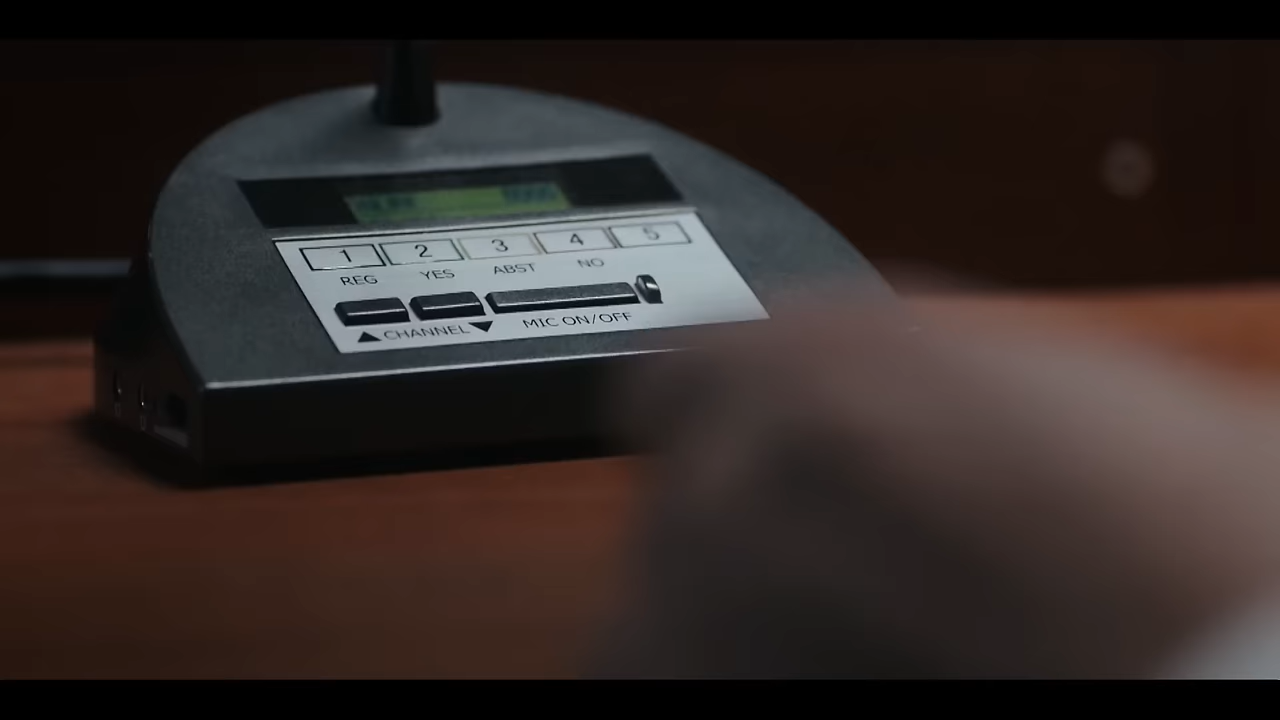 1 2 3 4 5
REG YES ABST NO
▲ CHANNEL ▼ MIC ON/OFF